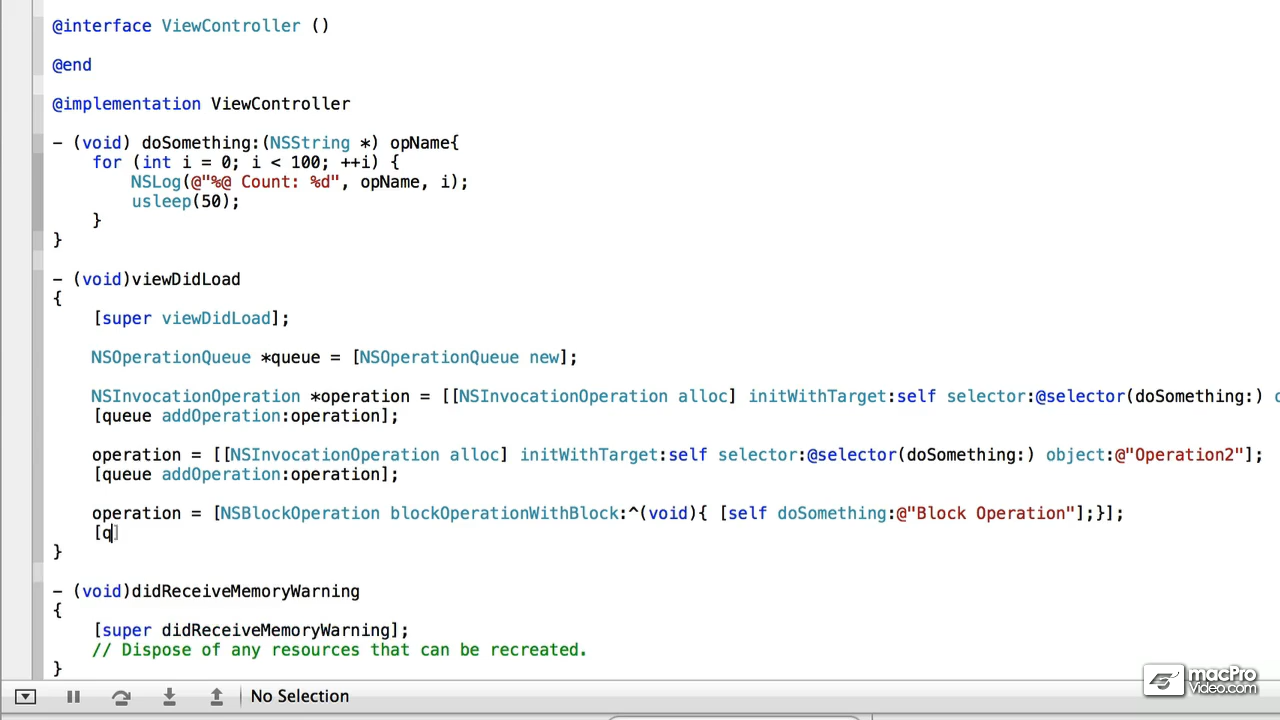 @interface ViewController ()
@end
@implementation ViewController
- (void) doSomething:(NSString *) opName{
for (int i = 0; i < 100; ++i) {
NSLog(@"%@ Count: %d", opName, i);
usleep(50);
}
}
- (void)viewDidLoad
{
[super viewDidLoad];
NSOperationQueue *queue = [NSOperationQueue new];
NSInvocationOperation *operation = [[NSInvocationOperation alloc] initWithTarget:self selector:@selector(doSomething:)
[queue addOperation:operation];
operation = [[NSInvocationOperation alloc] initWithTarget:self selector:@selector(doSomething:) object:@"Operation2"];
[queue addOperation:operation];
operation = [NSBlockOperation blockOperationWithBlock:^(void){ [self doSomething:@"Block Operation"];}];
[q]
}
- (void)didReceiveMemoryWarning
{
[super didReceiveMemoryWarning];
// Dispose of any resources that can be recreated.
}
No Selection
macPro
Video.com